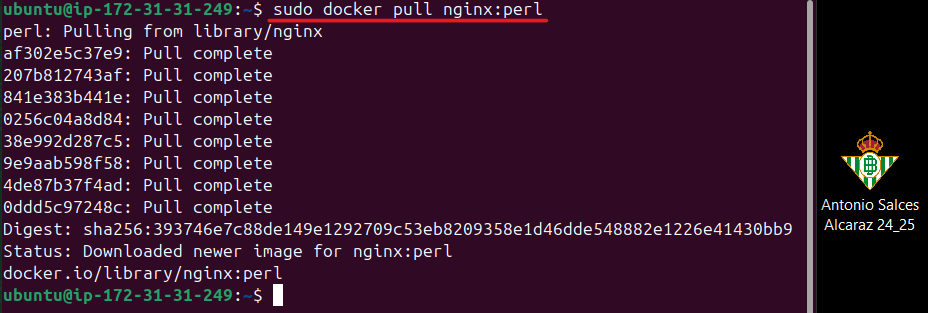 ubuntu@ip-172-31-31-249:~$ sudo docker pull nginx:perl
perl: Pulling from library/nginx
af302e5c37e9: Pull complete
207b812743af: Pull complete
841e383b441e: Pull complete
0256c04a8d84: Pull complete
38e992d287c5: Pull complete
9e9aab598f58: Pull complete
4de87b37f4ad: Pull complete
0ddd5c97248c: Pull complete
Digest: sha256:393746e7c88de149e1292709c53eb8209358e1d46dde548882e1226e41430bb9
Status: Downloaded newer image for nginx:perl
docker.io/library/nginx:perl
ubuntu@ip-172-31-31-249:~$
Antonio Salces
Alcaraz 24_25